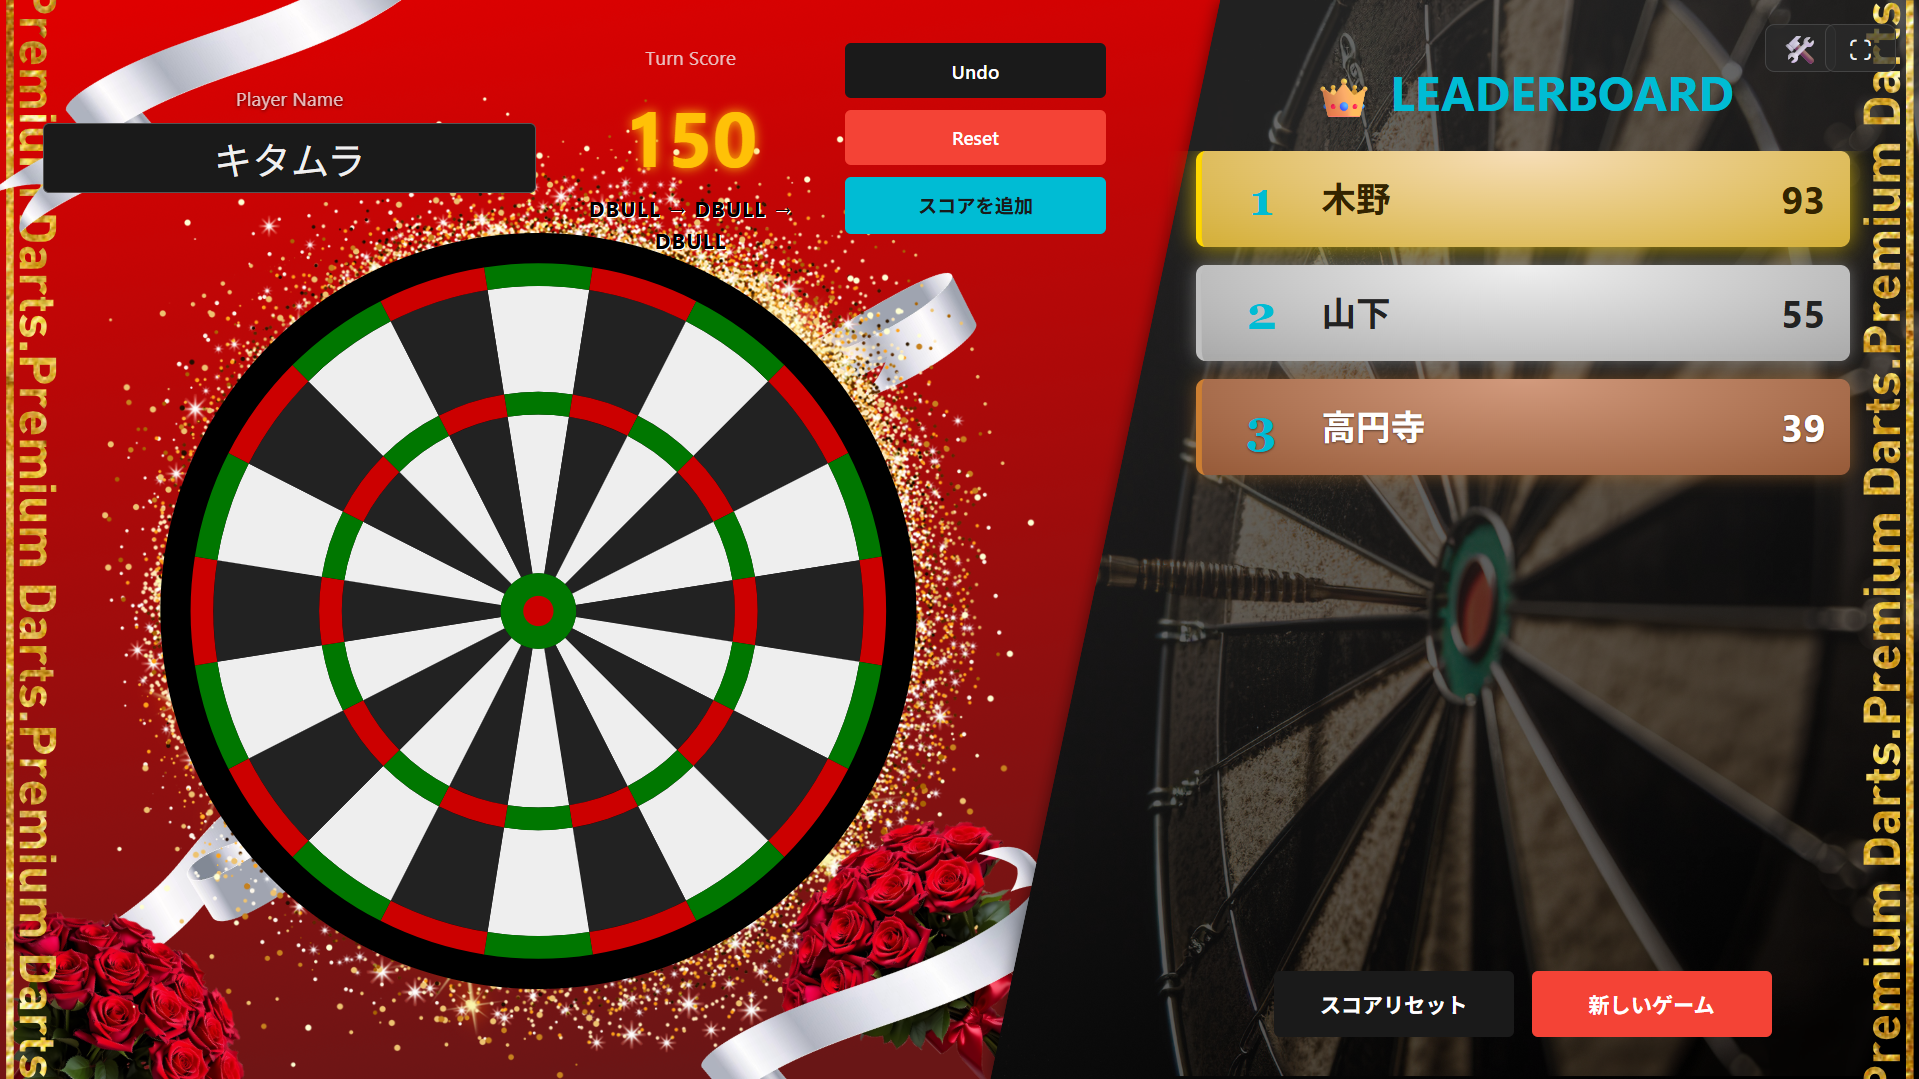 Premium Darts.Premium Darts.Premium Darts
Player Name
キタムラ
Turn Score
150
DBULL → DBULL →
DBULL
Undo
Reset
スコアを追加
LEADERBOARD
1 木野 93
2 山下 55
3 高円寺 39
スコアリセット
新しいゲーム
Premium Darts.Premium Darts.Premium Darts